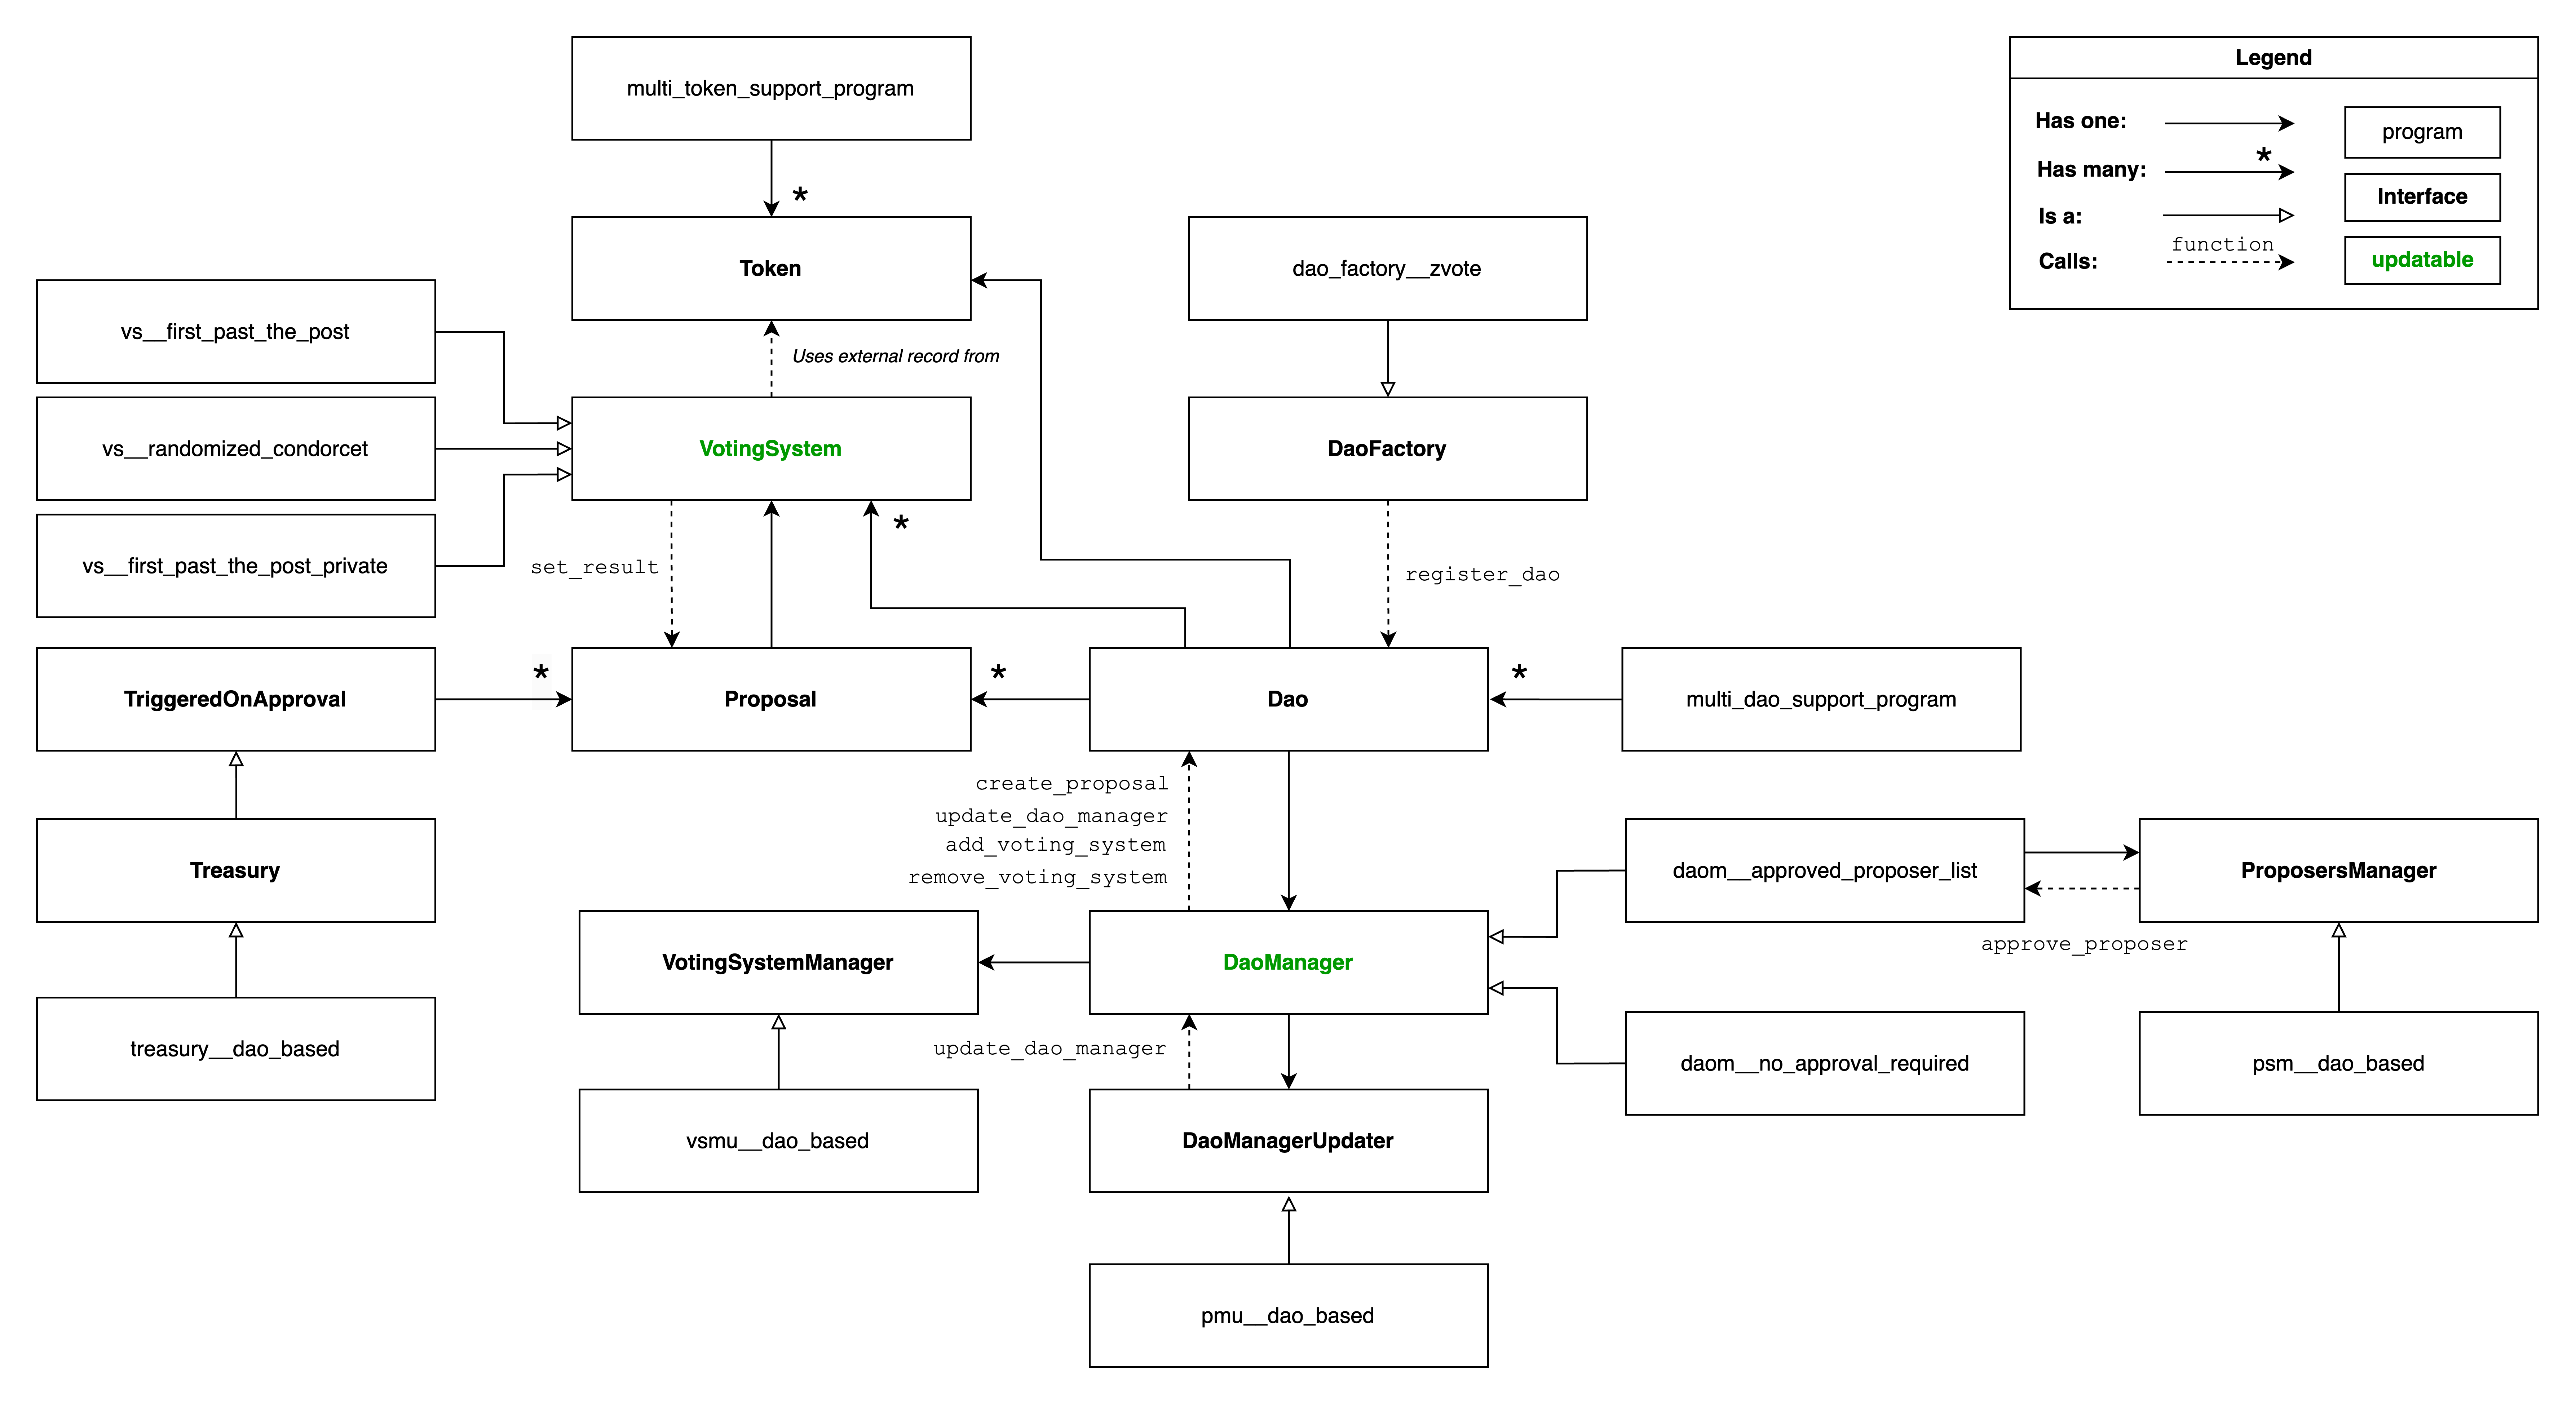 multi_token_support_program
*
Token
Uses external record from
dao_factory__zvote
Legend
Has one:
Has many:
*
Is a:
Calls:
function
program
Interface
updatable
vs__first_past_the_post
vs__randomized_condorcet
vs__first_past_the_post_private
VotingSystem
*
DaoFactory
set_result
register_dao
TriggeredOnApproval
*
Proposal
*
Dao
*
multi_dao_support_program
create_proposal
update_dao_manager
add_voting_system
remove_voting_system
Treasury
treasury__dao_based
VotingSystemManager
vsmu__dao_based
DaoManager
update_dao_manager
DaoManagerUpdater
pmu__dao_based
daom__approved_proposer_list
ProposersManager
approve_proposer
daom__no_approval_required
psm__dao_based